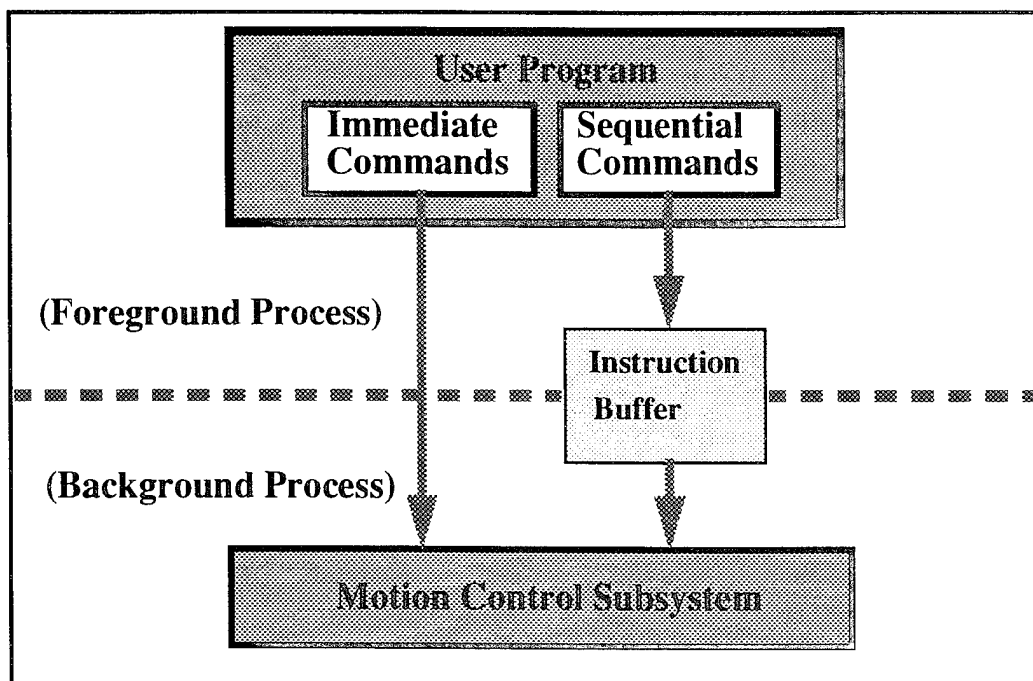 User Program
Immediate
Commands
Sequential
Commands
(Foreground Process)
Instruction
Buffer
(Background Process)
Motion Control Subsystem